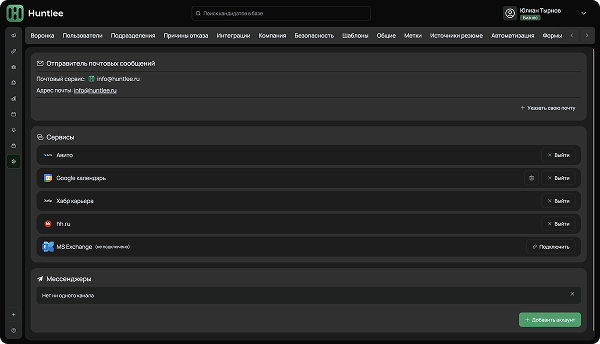 Huntlee
Поиск кандидатов в базе
Юлиан Тырнов
Бизнес
Воронка Пользователи Подразделения Причины отказа Интеграции Компания Безопасность Шаблоны Общие Метки Источники резюме Автоматизация Формы
Отправитель почтовых сообщений
Почтовый сервис: info@huntlee.ru
Адрес почты: info@huntlee.ru
+ Указать свою почту
Сервисы
Авито
× Выйти
Google календарь
× Выйти
Хабр Хабр карьера
× Выйти
hh hh.ru
× Выйти
MS Exchange (не подключено)
Подключить
Мессенджеры
Нет ни одного канала
+ Добавить аккаунт